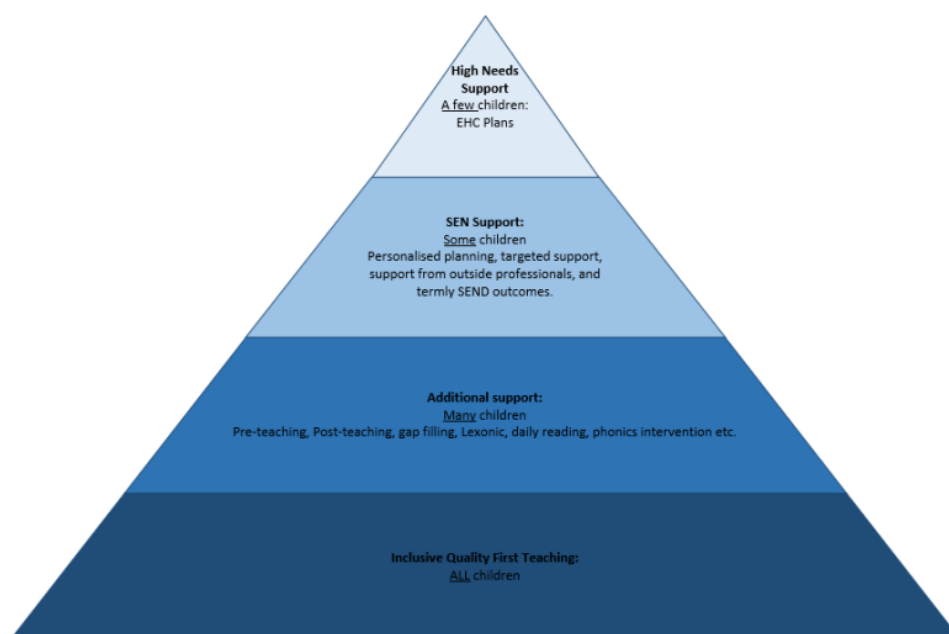 High Needs
Support
A few children:
EHC Plans
SEN Support:
Some children
Personalised planning, targeted support,
support from outside professionals, and
termly SEND outcomes.
Additional support:
Many children
Pre-teaching, Post-teaching, gap filling, Lexonic, daily reading, phonics intervention etc.
Inclusive Quality First Teaching:
ALL children